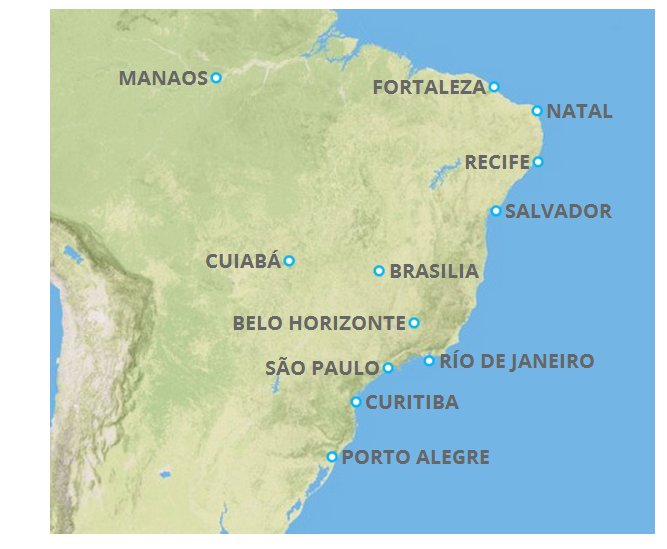 MANAOS
FORTALEZA
NATAL
RECIFE
SALVADOR
CUIABÁ
BRASILIA
BELO HORIZONTE
RÍO DE JANEIRO
SÃO PAULO
CURITIBA
PORTO ALEGRE